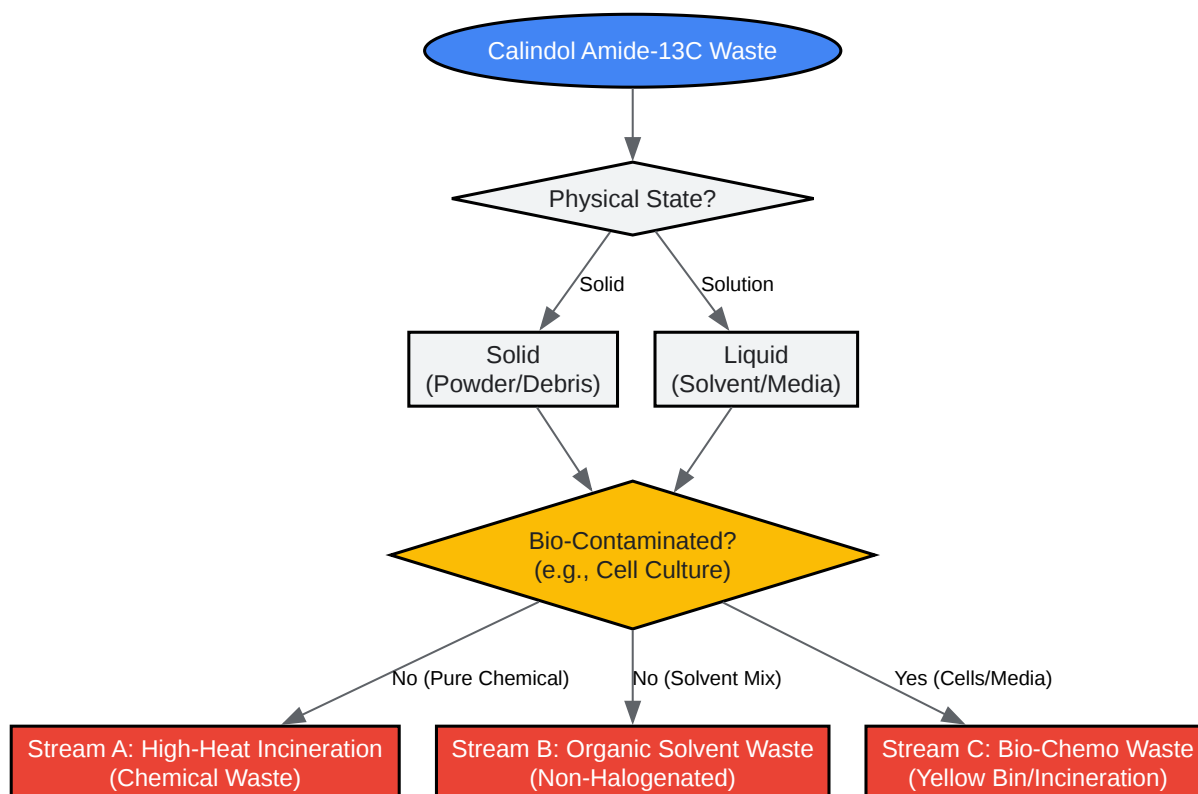 Calindol Amide-13C Waste
Physical State?
Solid
Solution
Solid
(Powder/Debris)
Liquid
(Solvent/Media)
Bio-Contaminated?
(e.g., Cell Culture)
No (Pure Chemical)
No (Solvent Mix)
Yes (Cells/Media)
Stream A: High-Heat Incineration
(Chemical Waste)
Stream B: Organic Solvent Waste
(Non-Halogenated)
Stream C: Bio-Chemo Waste
(Yellow Bin/Incineration)